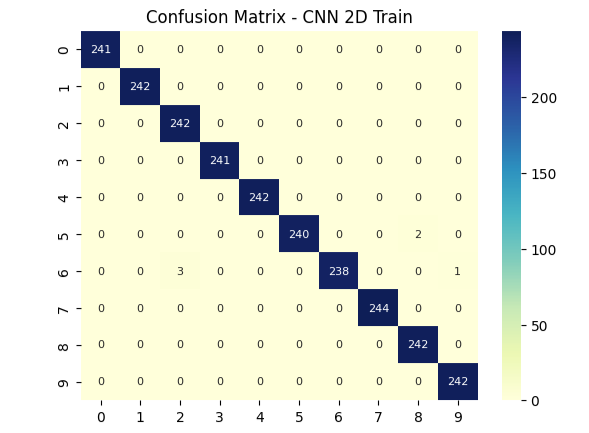 Confusion Matrix - CNN 2D Train
0 241 0 0 0 0 0 0 0 0 0
1 0 242 0 0 0 0 0 0 0 0
200
2 0 0 242 0 0 0 0 0 0 0
3 0 0 0 241 0 0 0 0 0 0
150
4 0 0 0 0 242 0 0 0 0 0
5 0 0 0 0 0 240 0 0 2 0
100
6 0 0 3 0 0 0 238 0 0 1
7 0 0 0 0 0 0 0 244 0 0
50
8 0 0 0 0 0 0 0 0 242 0
9 0 0 0 0 0 0 0 0 0 242
0
0 1 2 3 4 5 6 7 8 9